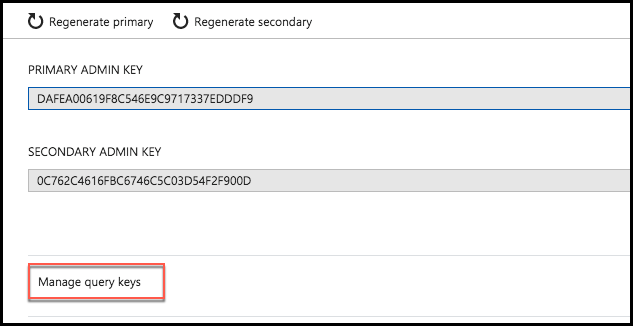 Regenerate primary Regenerate secondary
PRIMARY ADMIN KEY
DAFEA00619F8C546E9C9717337EDDDF9
SECONDARY ADMIN KEY
0C762C4616FBC6746C5C03D54F2F900D
Manage query keys